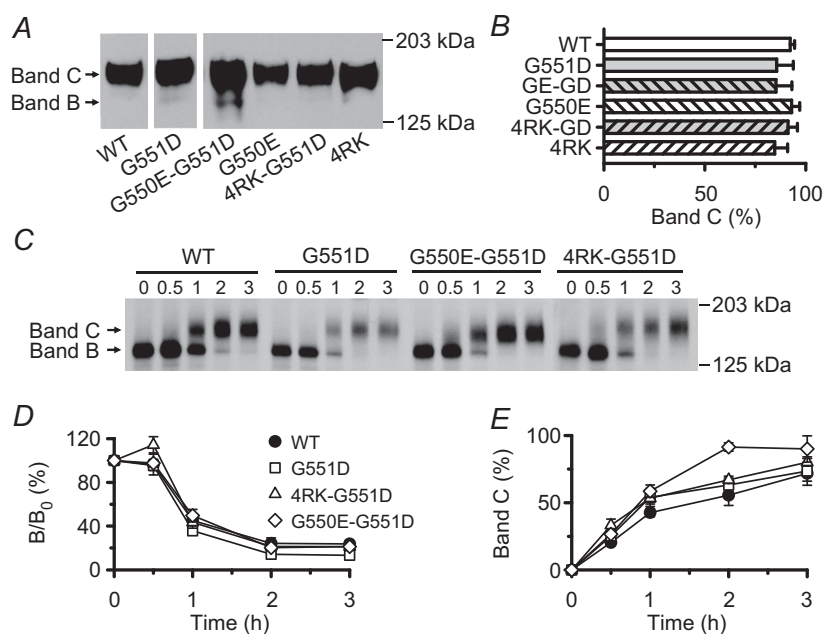 A
203 kDa
Band C
Band B
125 kDa
WT
G551D
G550E-G551D
G550E
4RK-G551D
4RK
B
WT
G551D
GE-GD
G550E
4RK-GD
4RK
0 50 100
Band C (%)
C
WT G551D G550E-G551D 4RK-G551D
0 0.5 1 2 3 0 0.5 1 2 3 0 0.5 1 2 3 0 0.5 1 2 3
203 kDa
Band C
Band B
125 kDa
D
120
80
40
0
B/B0 (%)
0 1 2 3
Time (h)
WT
G551D
4RK-G551D
G550E-G551D
E
100
50
0
Band C (%)
0 1 2 3
Time (h)